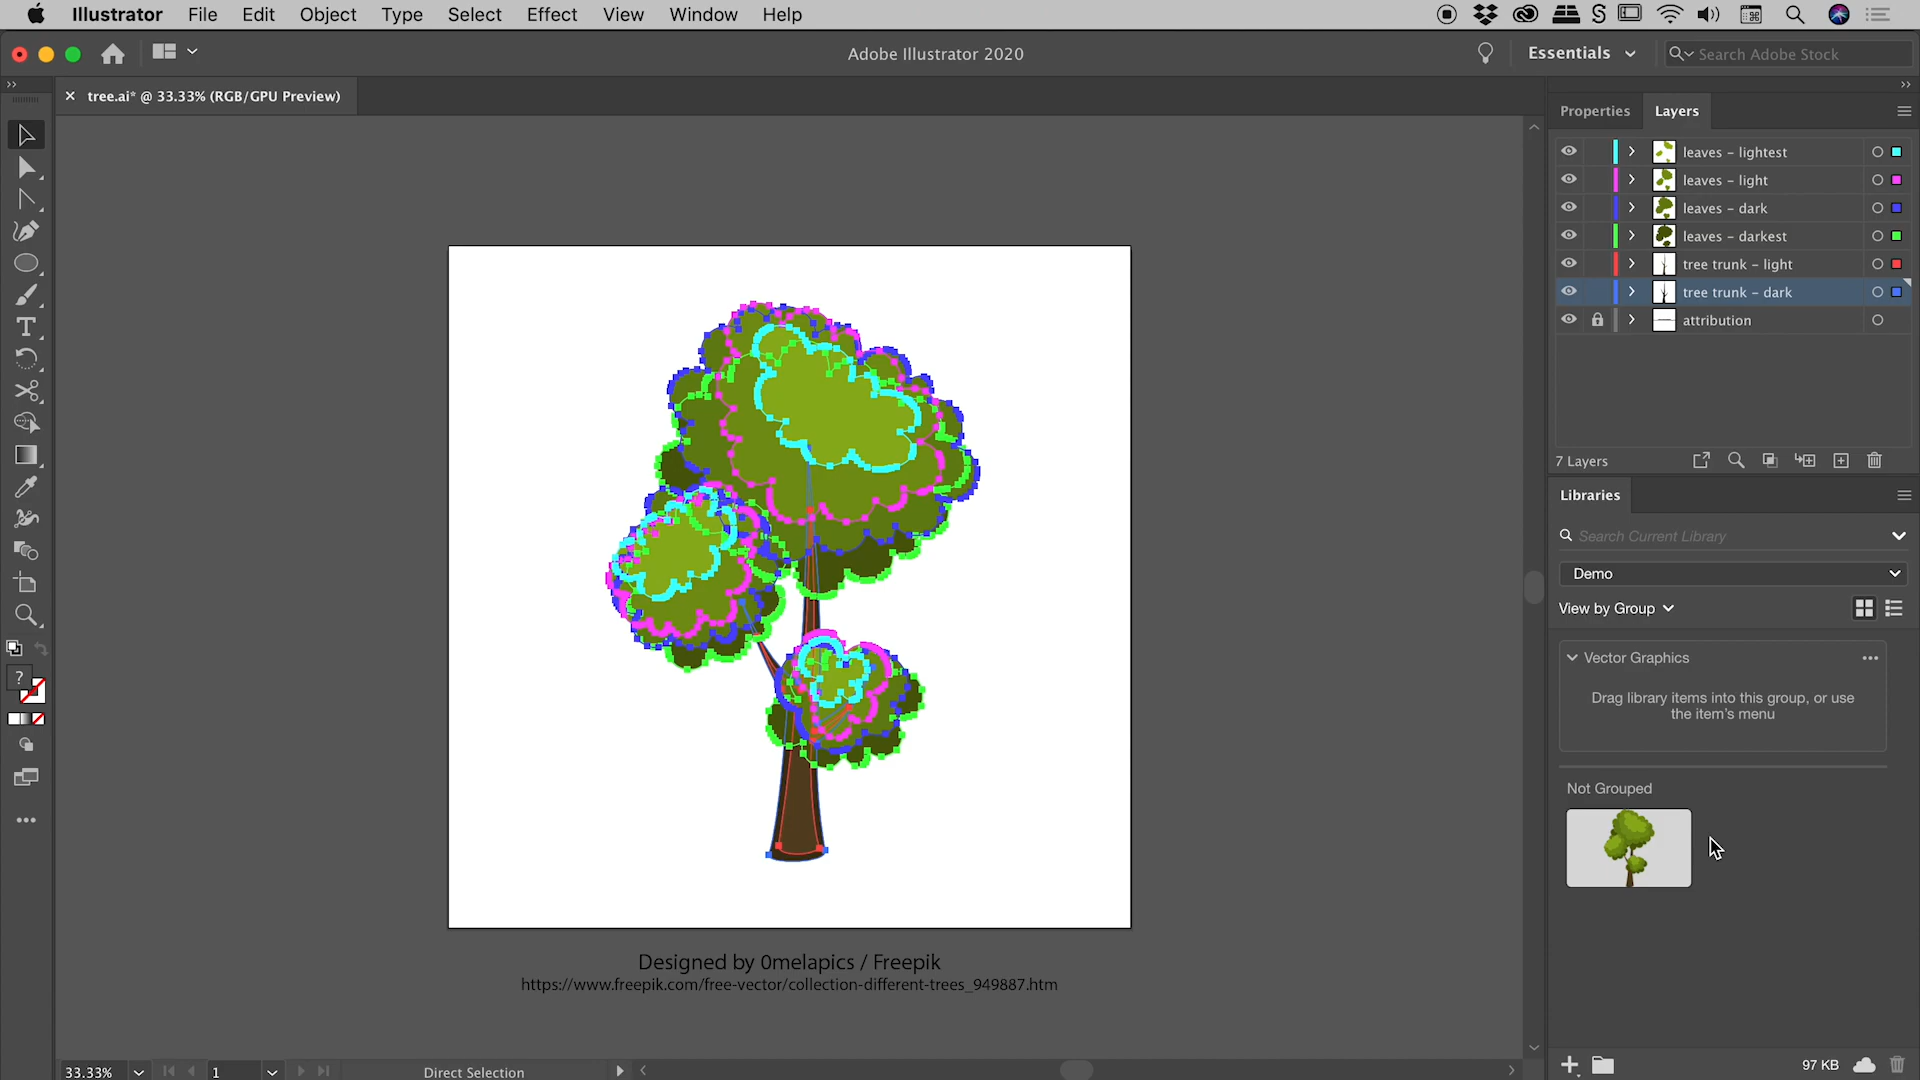 Illustrator File Edit Object Type Select Effect View Window Help
Adobe Illustrator 2020
Essentials
Search Adobe Stock
× tree.ai* @ 33.33% (RGB/GPU Preview)
Properties Layers
leaves - lightest
leaves - light
leaves - dark
leaves - darkest
tree trunk - light
tree trunk - dark
attribution
7 Layers
Libraries
Search Current Library
Demo
View by Group
Vector Graphics
Drag library items into this group, or use
the item's menu
Not Grouped
Designed by 0melapics / Freepik
https://www.freepik.com/free-vector/collection-different-trees_949887.htm
33.33% 1 Direct Selection
97 KB